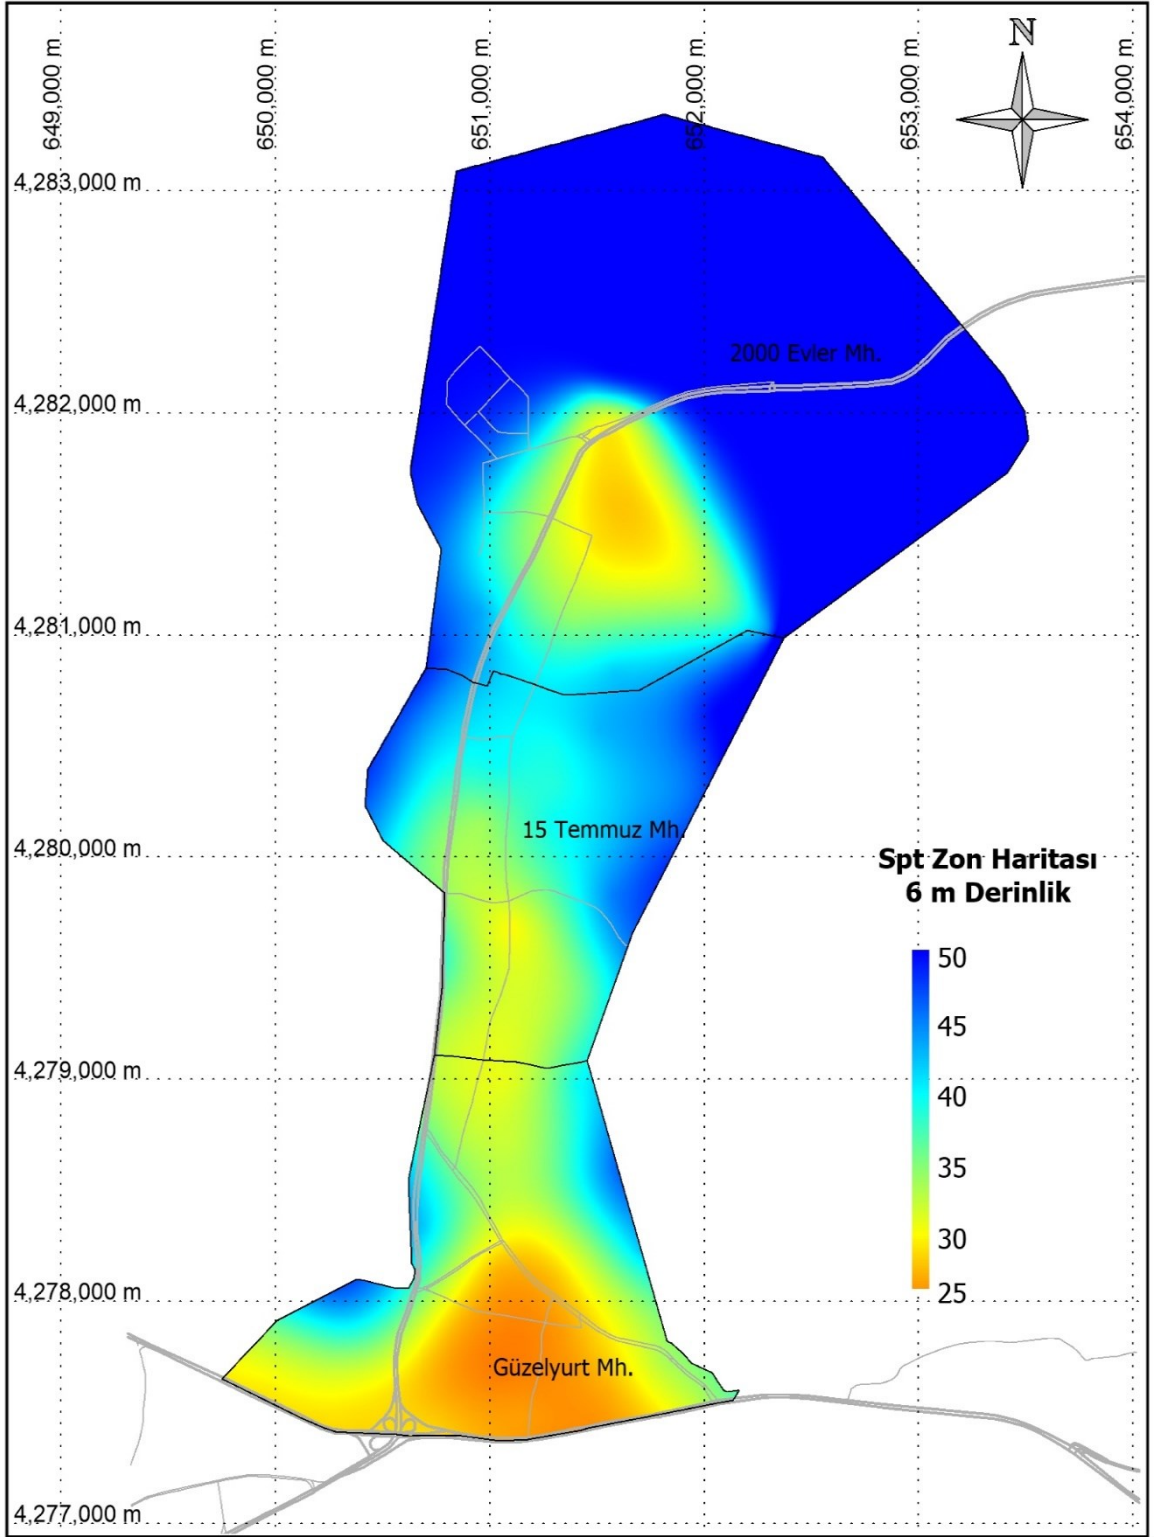 N
649,000 m
650,000 m
651,000 m
652,000 m
653,000 m
654,000 m
4,283,000 m
2000 Evler Mh.
4,282,000 m
4,281,000 m
15 Temmuz Mh.
4,280,000 m
Spt Zon Haritası
6 m Derinlik
50
45
40
35
30
25
4,279,000 m
4,278,000 m
Güzelyurt Mh.
4,277,000 m